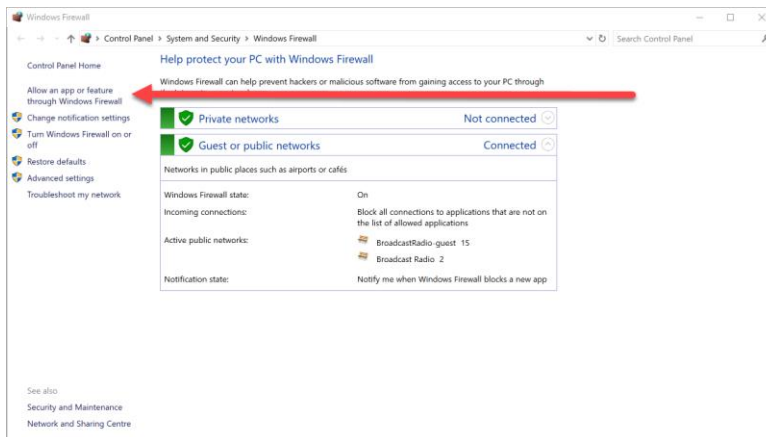 Windows Firewall
Control Panel > System and Security > Windows Firewall
Search Control Panel
Control Panel Home
Allow an app or feature
through Windows Firewall
Change notification settings
Turn Windows Firewall on or
off
Restore defaults
Advanced settings
Troubleshoot my network
See also
Security and Maintenance
Network and Sharing Centre
Help protect your PC with Windows Firewall
Windows Firewall can help prevent hackers or malicious software from gaining access to your PC through
Private networks Not connected
Guest or public networks Connected
Networks in public places such as airports or cafés
Windows Firewall state: On
Incoming connections: Block all connections to applications that are not on
the list of allowed applications
Active public networks: BroadcastRadio-guest 15
Broadcast Radio 2
Notification state: Notify me when Windows Firewall blocks a new app